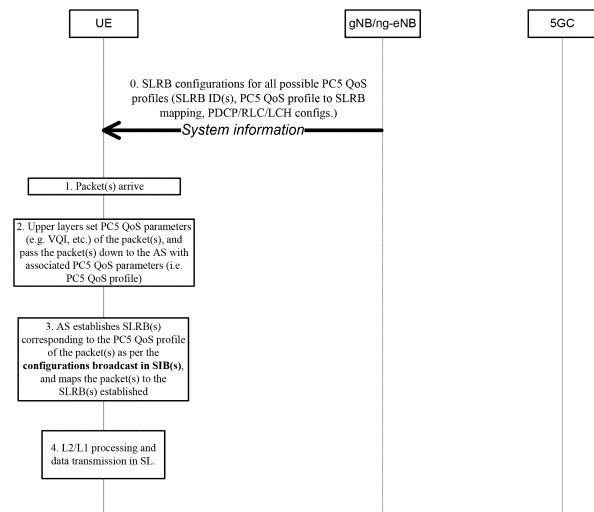 UE
gNB/ng-eNB
5GC
0. SLRB configurations for all possible PC5 QoS
profiles (SLRB ID(s), PC5 QoS profile to SLRB
mapping, PDCP/RLC/LCH configs.)
System information
1. Packet(s) arrive
2. Upper layers set PC5 QoS parameters
(e.g. VQI, etc.) of the packet(s), and
pass the packet(s) down to the AS with
associated PC5 QoS parameters (i.e.
PC5 QoS profile)
3. AS establishes SLRB(s)
corresponding to the PC5 QoS profile
of the packet(s) as per the
configurations broadcast in SIB(s),
and maps the packet(s) to the
SLRB(s) established
4. L2/L1 processing and
data transmission in SL.